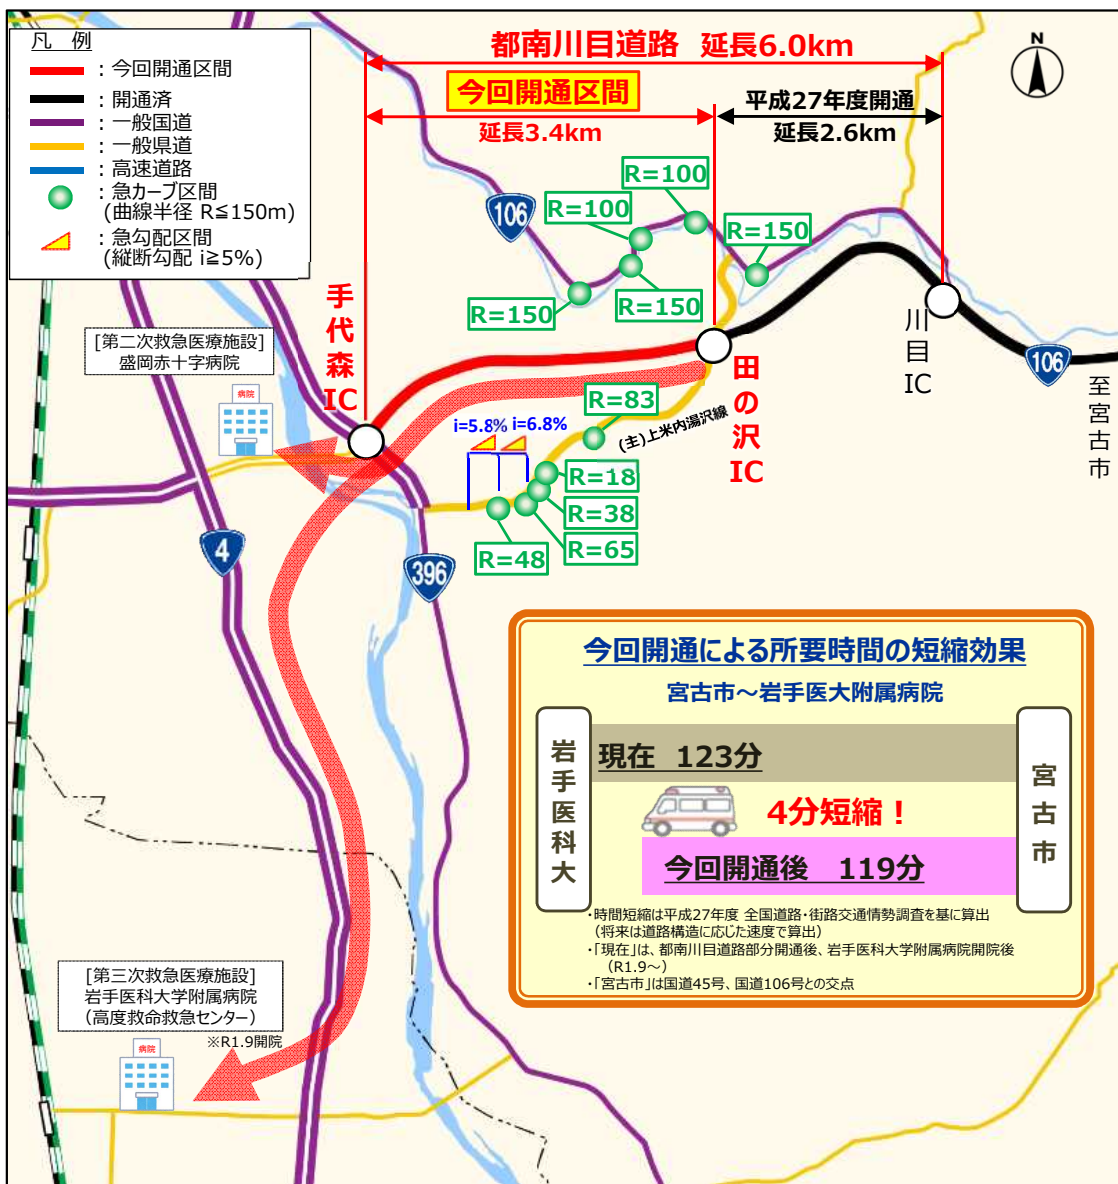 凡 例
：今回開通区間
：開通済
：一般国道
：一般県道
：高速道路
：急カーブ区間
(曲線半径 R≦150m)
：急勾配区間
(縦断勾配 i≧5%)
都南川目道路 延長6.0km
今回開通区間
延長3.4km
平成27年度開通
延長2.6km
N
106
R=100
R=100
R=150
R=150
R=150
手代森IC
田の沢IC
川目IC
106
至宮古市
[第二次救急医療施設]
盛岡赤十字病院
病院
i=5.8% i=6.8%
R=83
(主)上米内湯沢線
R=18
R=38
R=65
R=48
4
396
今回開通による所要時間の短縮効果
宮古市～岩手医大附属病院
岩手医科大
現在 123分
4分短縮！
今回開通後 119分
宮古市
・時間短縮は平成27年度 全国道路・街路交通情勢調査を基に算出
（将来は道路構造に応じた速度で算出）
・「現在」は、都南川目道路部分開通後、岩手医科大学附属病院開院後
（R1.9～）
・「宮古市」は国道45号、国道106号との交点
[第三次救急医療施設]
岩手医科大学附属病院
（高度救命救急センター）
※R1.9開院
病院